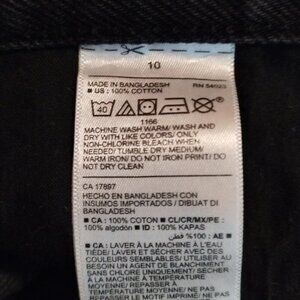 10
MADE IN BANGLADESH RN 54023
■ US : 100% COTTON
40
1166
MACHINE WASH WARM/ WASH AND
DRY WITH LIKE COLORS/ ONLY
NON-CHLORINE BLEACH WHEN
NEEDED/ TUMBLE DRY MEDIUM/
WARM IRON/ DO NOT IRON PRINT/ DO
NOT DRY CLEAN
CA 17897
HECHO EN BANGLADESH CON
INSUMOS IMPORTADOS / DIBUAT DI
BANGLADESH
■ CA : 100% COTON ■ CL/CR/MX/PE :
100% algodón ■ ID : 100% KAPAS
■ AE : 100% قطن
■ CA : LAVER À LA MACHINE À L'EAU
TIÈDE/LAVER ET SÉCHER AVEC DES
COULEURS SEMBLABLES/ UTILISER AU
BESOIN UN AGENT DE BLANCHIMENT
SANS CHLORE UNIQUEMENT/ SÉCHER
À LA MACHINE À TEMPÉRATURE
MOYENNE/ REPASSER À
TEMPÉRATURE MOYENNE/ NE PAS
REPASSER LE MOTIF IMPRIMÉ/ NE PAS